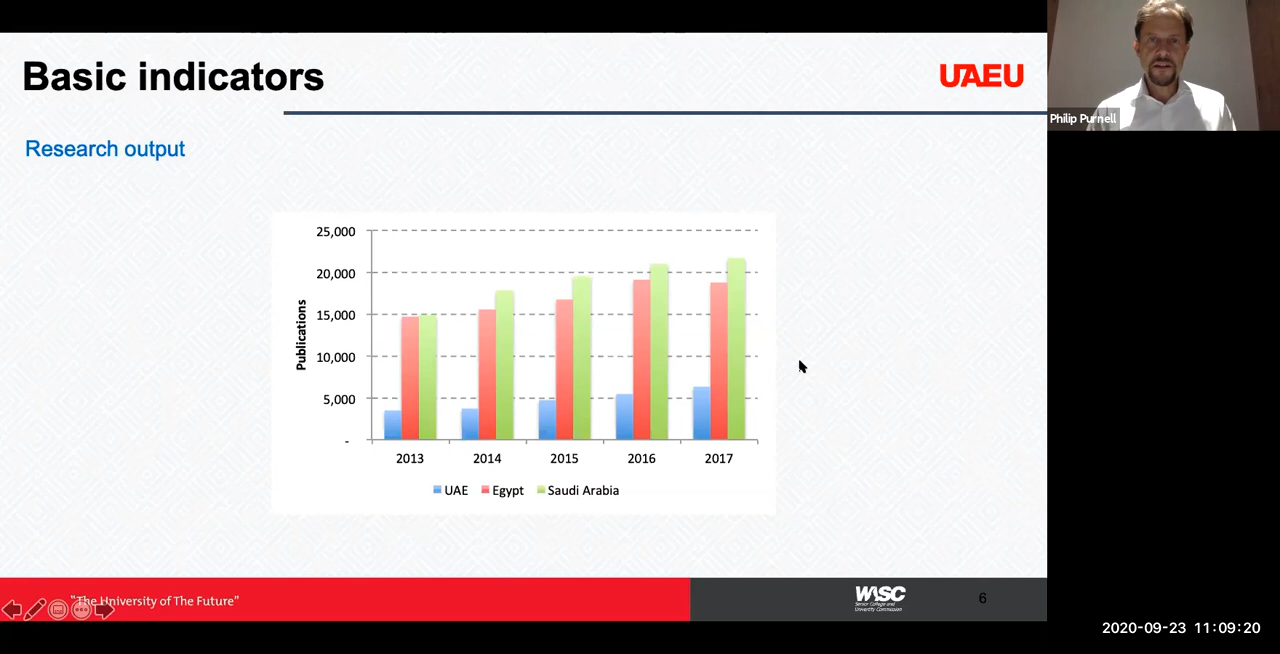 Basic indicators
UAEU
Philip Purnell
Research output
25,000
20,000
15,000
10,000
5,000
-
Publications
2013 2014 2015 2016 2017
UAE Egypt Saudi Arabia
"The University of The Future"
WASC
Senior College and
University Commission
6
2020-09-23 11:09:20